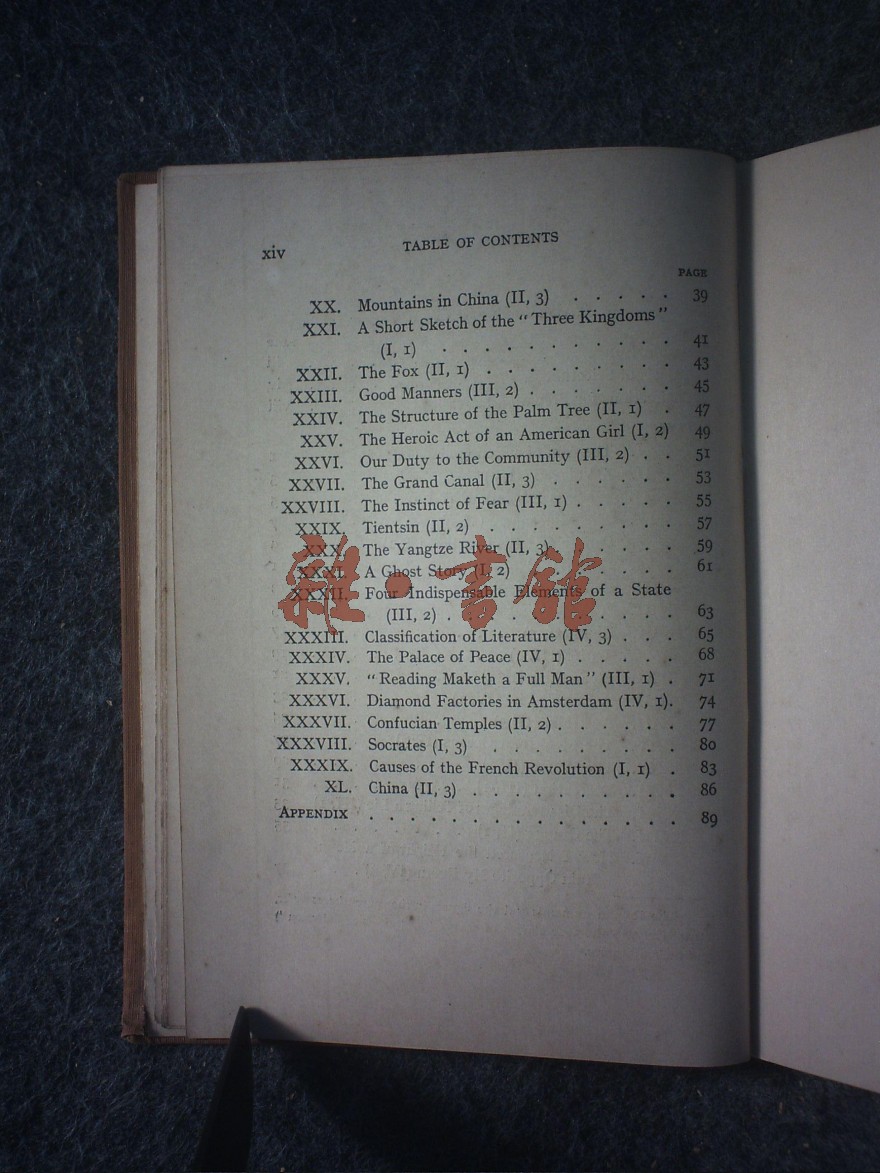 xiv
TABLE OF CONTENTS
PAGE
XX. Mountains in China (II, 3) . . . . . 39
XXI. A Short Sketch of the "Three Kingdoms"
(I, 1) . . . . . . . . . . . 41
XXII. The Fox (II, 1) . . . . . . . . . 43
XXIII. Good Manners (III, 2) . . . . . . . 45
XXIV. The Structure of the Palm Tree (II, 1) . 47
XXV. The Heroic Act of an American Girl (I, 2) 49
XXVI. Our Duty to the Community (III, 2) . . 51
XXVII. The Grand Canal (II, 3) . . . . . . 53
XXVIII. The Instinct of Fear (III, 1) . . . . . 55
XXIX. Tientsin (II, 2) . . . . . . . . . 57
XXX. The Yangtze River (II, 3) . . . . . . 59
XXXI. A Ghost Story (I, 2) . . . . . . . 61
XXXII. Four Indispensable Elements of a State
(III, 2) . . . . . . . . . . . 63
XXXIII. Classification of Literature (IV, 3) . . . 65
XXXIV. The Palace of Peace (IV, 1) . . . . . 68
XXXV. "Reading Maketh a Full Man" (III, 1) . 71
XXXVI. Diamond Factories in Amsterdam (IV, 1). 74
XXXVII. Confucian Temples (II, 2) . . . . . . 77
XXXVIII. Socrates (I, 3) . . . . . . . . . 80
XXXIX. Causes of the French Revolution (I, 1) . 83
XL. China (II, 3) . . . . . . . . . . 86
APPENDIX . . . . . . . . . . . . . . . 89
雜·書館